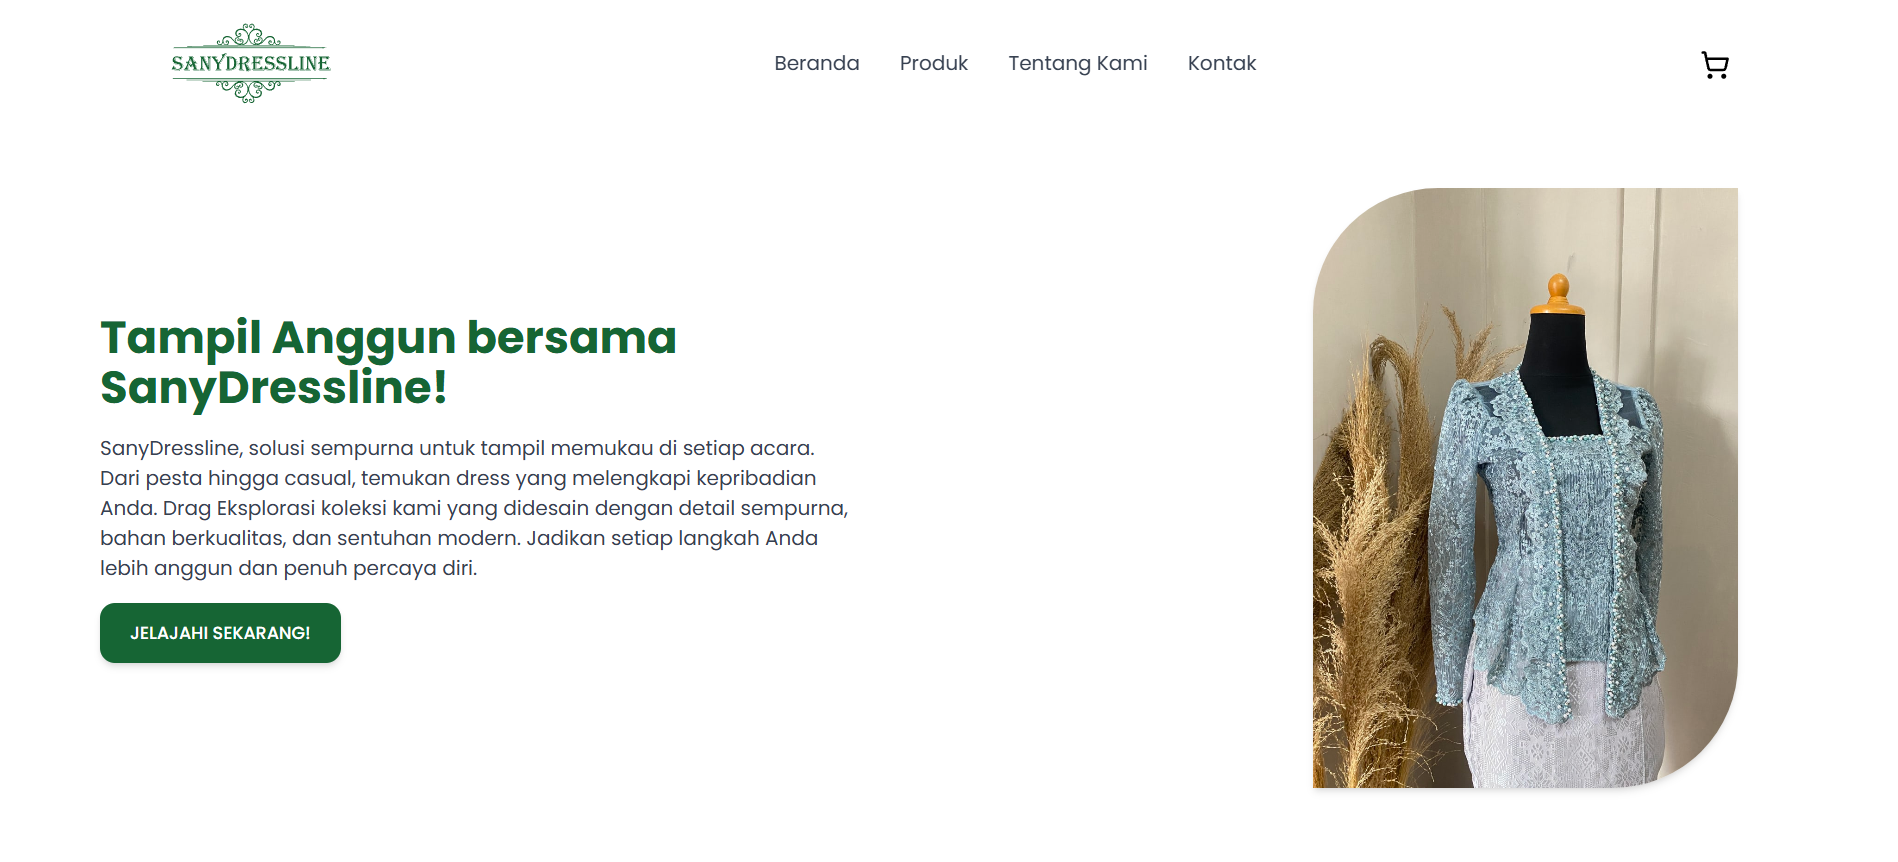 SANYDRESSLINE
Beranda Produk Tentang Kami Kontak
Tampil Anggun bersama
SanyDressline!
SanyDressline, solusi sempurna untuk tampil memukau di setiap acara.
Dari pesta hingga casual, temukan dress yang melengkapi kepribadian
Anda. Drag Eksplorasi koleksi kami yang didesain dengan detail sempurna,
bahan berkualitas, dan sentuhan modern. Jadikan setiap langkah Anda
lebih anggun dan penuh percaya diri.
JELAJAHI SEKARANG!